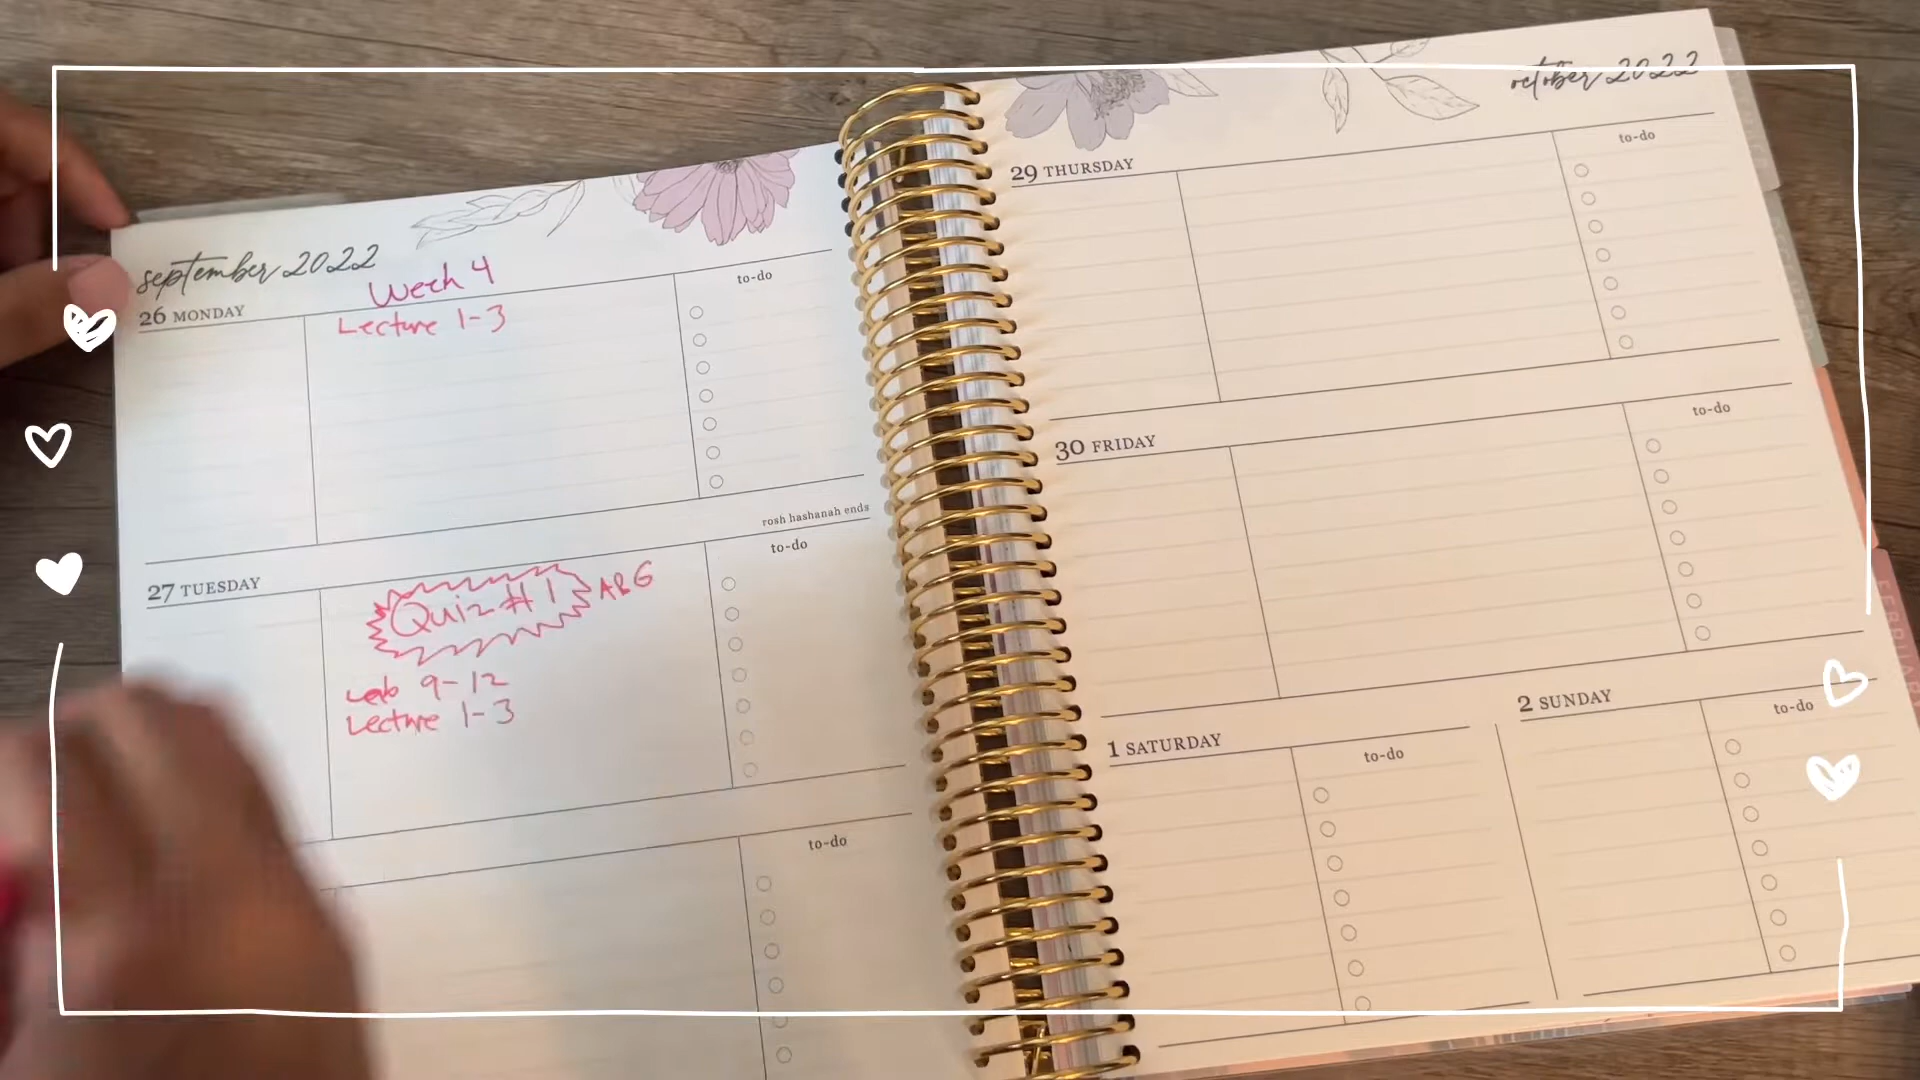 september 2022
Week 4
26 MONDAY
Lecture 1-3
to-do
rosh hashanah ends
27 TUESDAY
Quiz #1
ABG
Lab 9-12
Lecture 1-3
to-do
to-do
october 2022
29 THURSDAY
to-do
30 FRIDAY
to-do
1 SATURDAY
to-do
2 SUNDAY
to-do
FEBRUARY